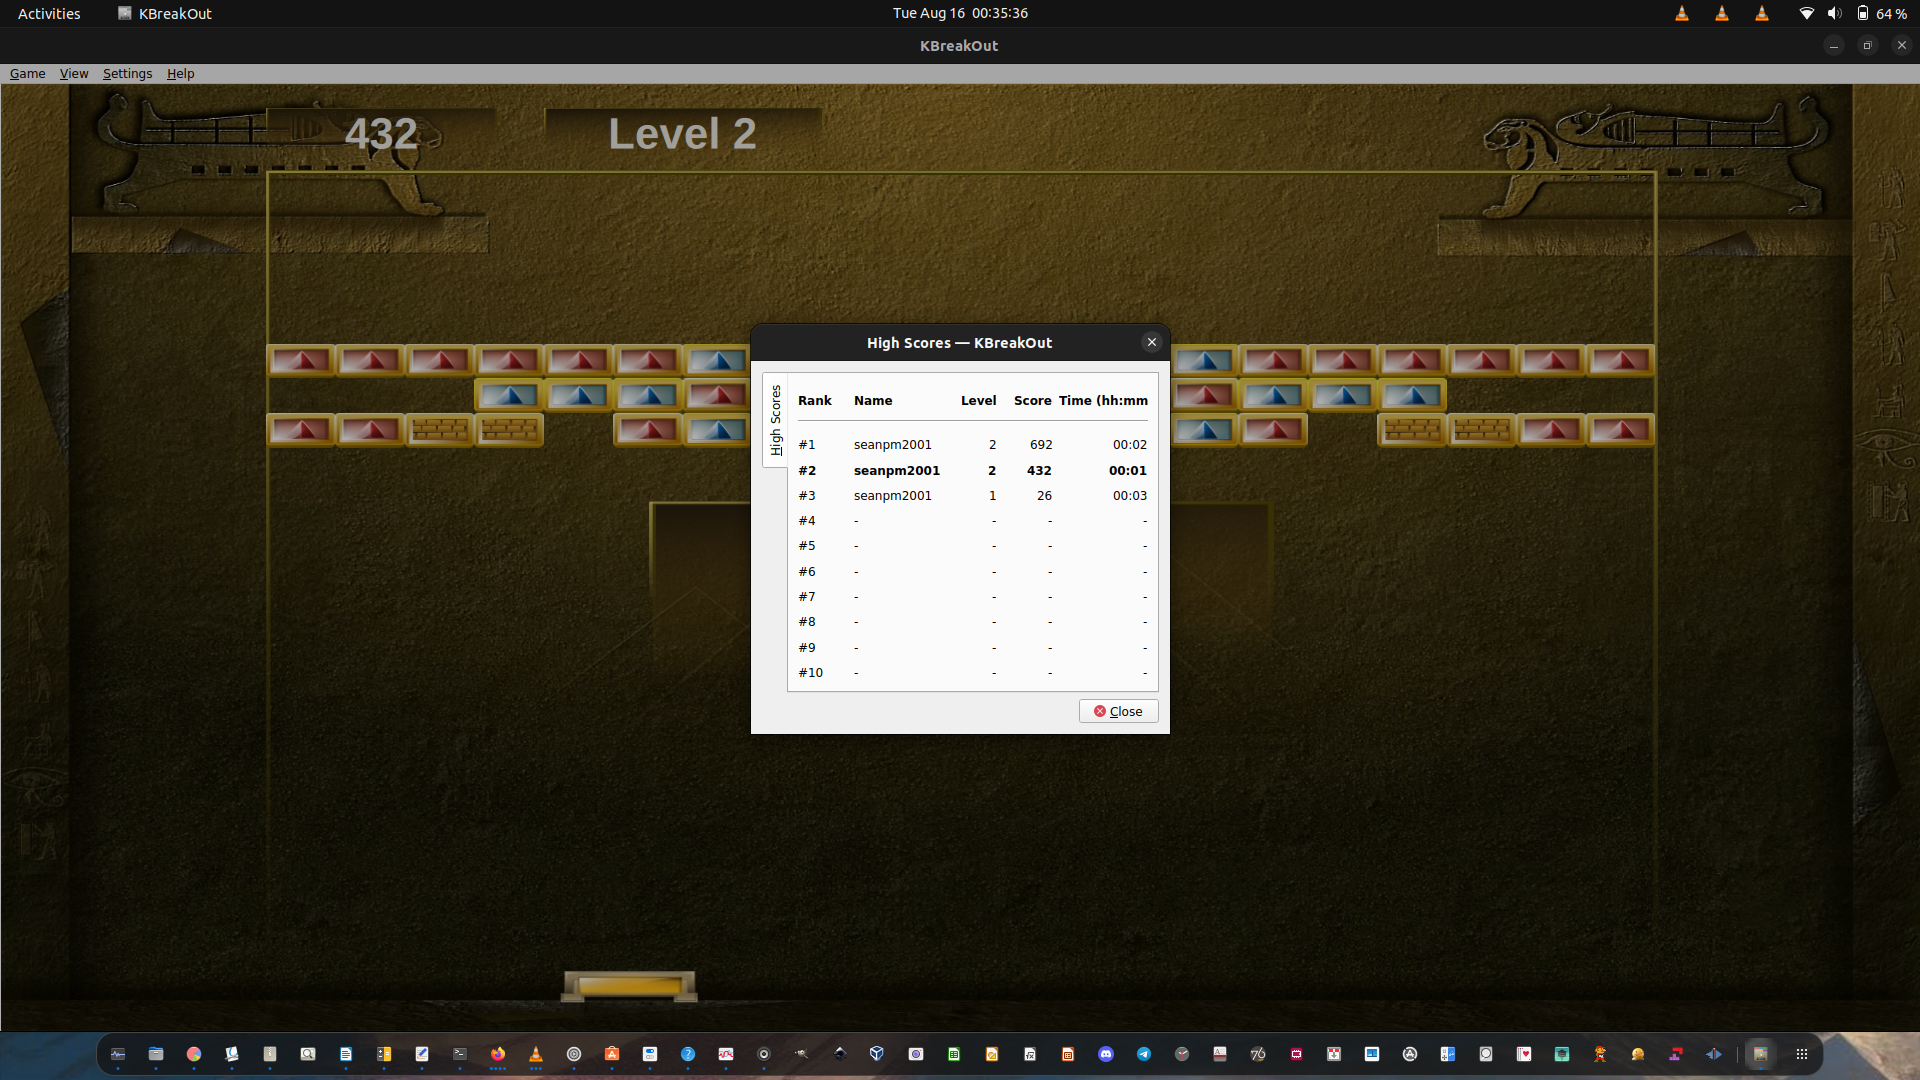 Activities KBreakOut Tue Aug 16 00:35:36 64 %
KBreakOut
Game View Settings Help
432 Level 2
High Scores — KBreakOut
High Scores
Rank Name Level Score Time (hh:mm
#1 seanpm2001 2 692 00:02
#2 seanpm2001 2 432 00:01
#3 seanpm2001 1 26 00:03
#4 - - - -
#5 - - - -
#6 - - - -
#7 - - - -
#8 - - - -
#9 - - - -
#10 - - - -
Close